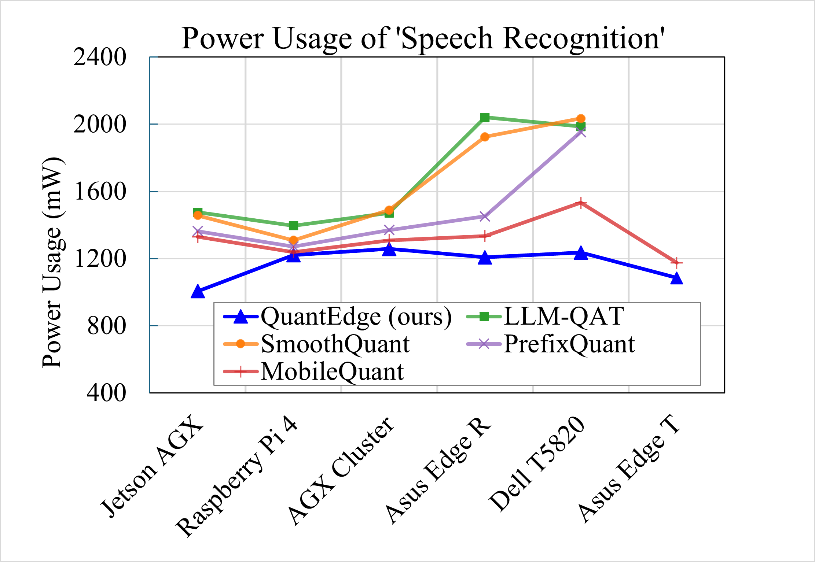 Power Usage of 'Speech Recognition'
Power Usage (mW)
2400
2000
1600
1200
800
400
QuantEdge (ours)
LLM-QAT
SmoothQuant
PrefixQuant
MobileQuant
Jetson AGX
Raspberry Pi 4
AGX Cluster
Asus Edge R
Dell T5820
Asus Edge T